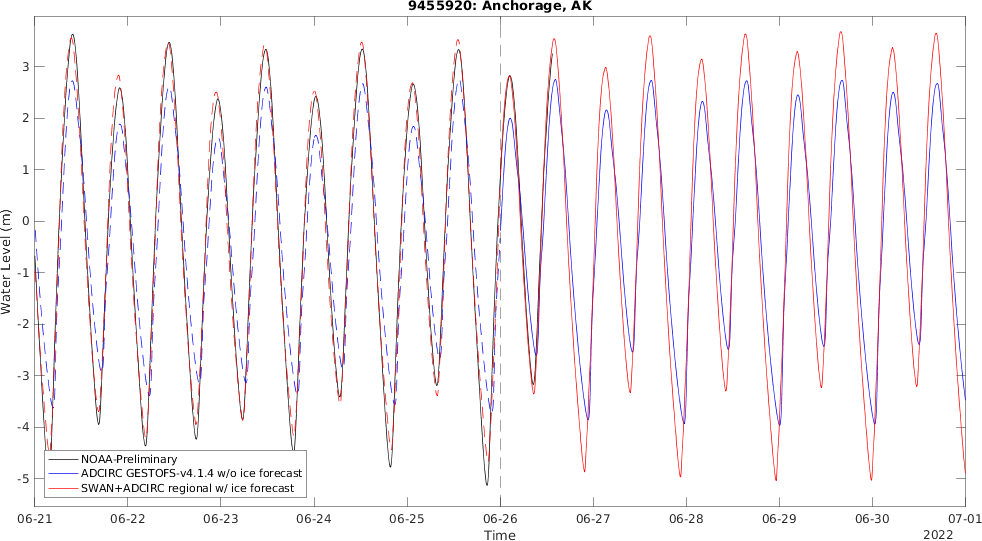 9455920: Anchorage, AK
Water Level (m)
3
2
1
0
-1
-2
-3
-4
-5
NOAA-Preliminary
ADCIRC GESTOFS-v4.1.4 w/o ice forecast
SWAN+ADCIRC regional w/ ice forecast
06-21 06-22 06-23 06-24 06-25 06-26 06-27 06-28 06-29 06-30 07-01
Time
2022